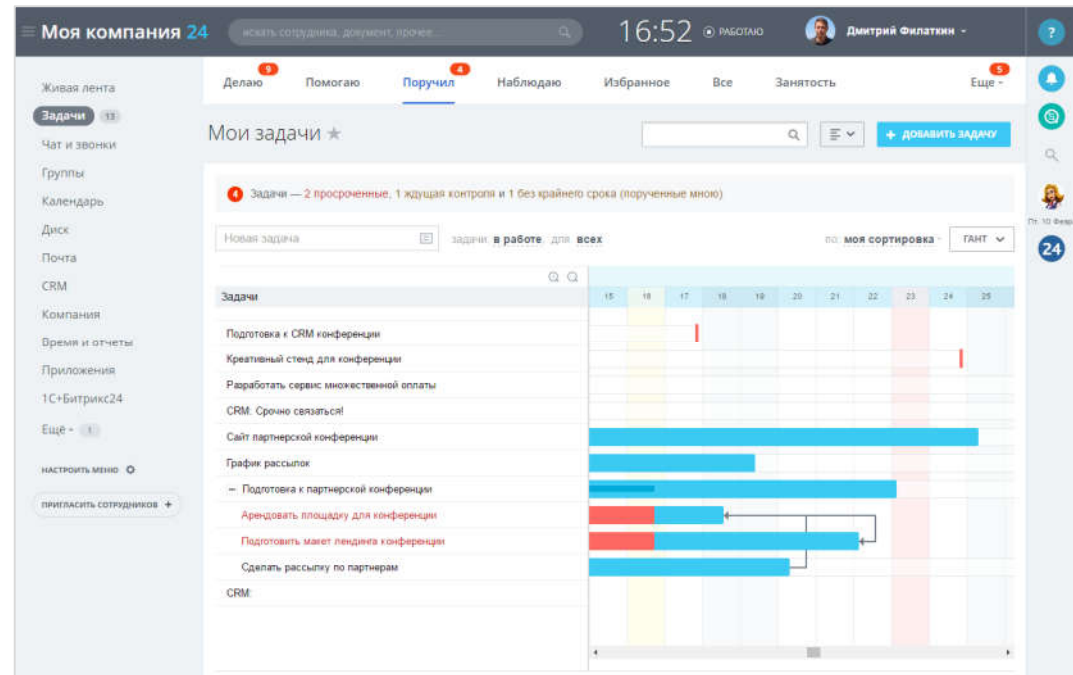 Моя компания 24
искать сотрудника, документ, прочее...
16:52
РАБОТАЮ
Дмитрий Филаткин
?
Живая лента
Задачи 13
Чат и звонки
Группы
Календарь
Диск
Почта
CRM
Компания
Время и отчеты
Приложения
1С+Битрикс24
Ещё 1
НАСТРОИТЬ МЕНЮ
ПРИГЛАСИТЬ СОТРУДНИКОВ +
9 4 5
Делаю Помогаю Поручил Наблюдаю Избранное Все Занятость Еще
Мои задачи
+ ДОБАВИТЬ ЗАДАЧУ
4 Задачи — 2 просроченные, 1 ждущая контроля и 1 без крайнего срока (порученные мною)
Новая задача
задачи: в работе для: всех
по: моя сортировка
ГАНТ
Задачи
15 16 17 18 19 20 21 22 23 24 25
Подготовка к CRM конференции
Креативный стенд для конференции
Разработать сервис множественной оплаты
CRM: Срочно связаться!
Сайт партнерской конференции
График рассылок
– Подготовка к партнерской конференции
Арендовать площадку для конференции
Подготовить макет лендинга конференции
Сделать рассылку по партнерам
CRM:
Пт, 10 Февр
24